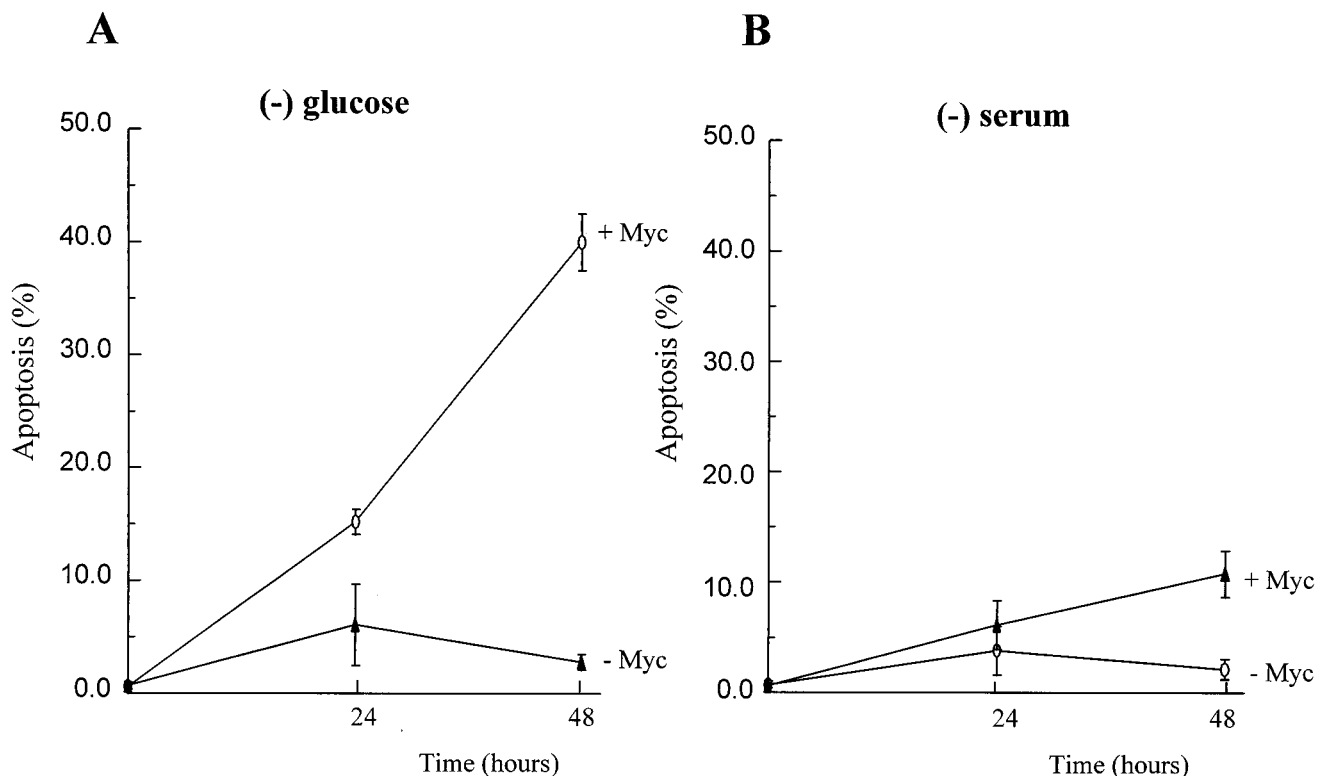 A
(-) glucose
50.0
40.0
30.0
20.0
10.0
0.0
Apoptosis (%)
+ Myc
- Myc
24
48
Time (hours)
B
(-) serum
50.0
40.0
30.0
20.0
10.0
0.0
Apoptosis (%)
+ Myc
- Myc
24
48
Time (hours)